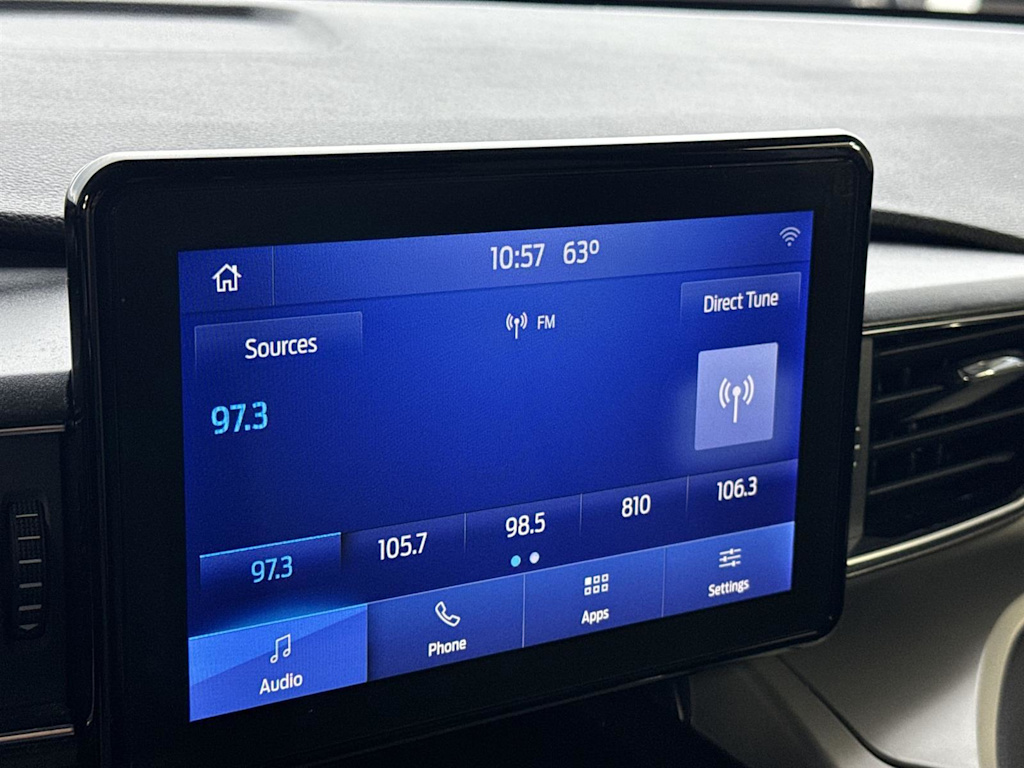 10:57 63º
FM
Direct Tune
Sources
97.3
97.3 105.7 98.5 810 106.3
Audio Phone Apps Settings